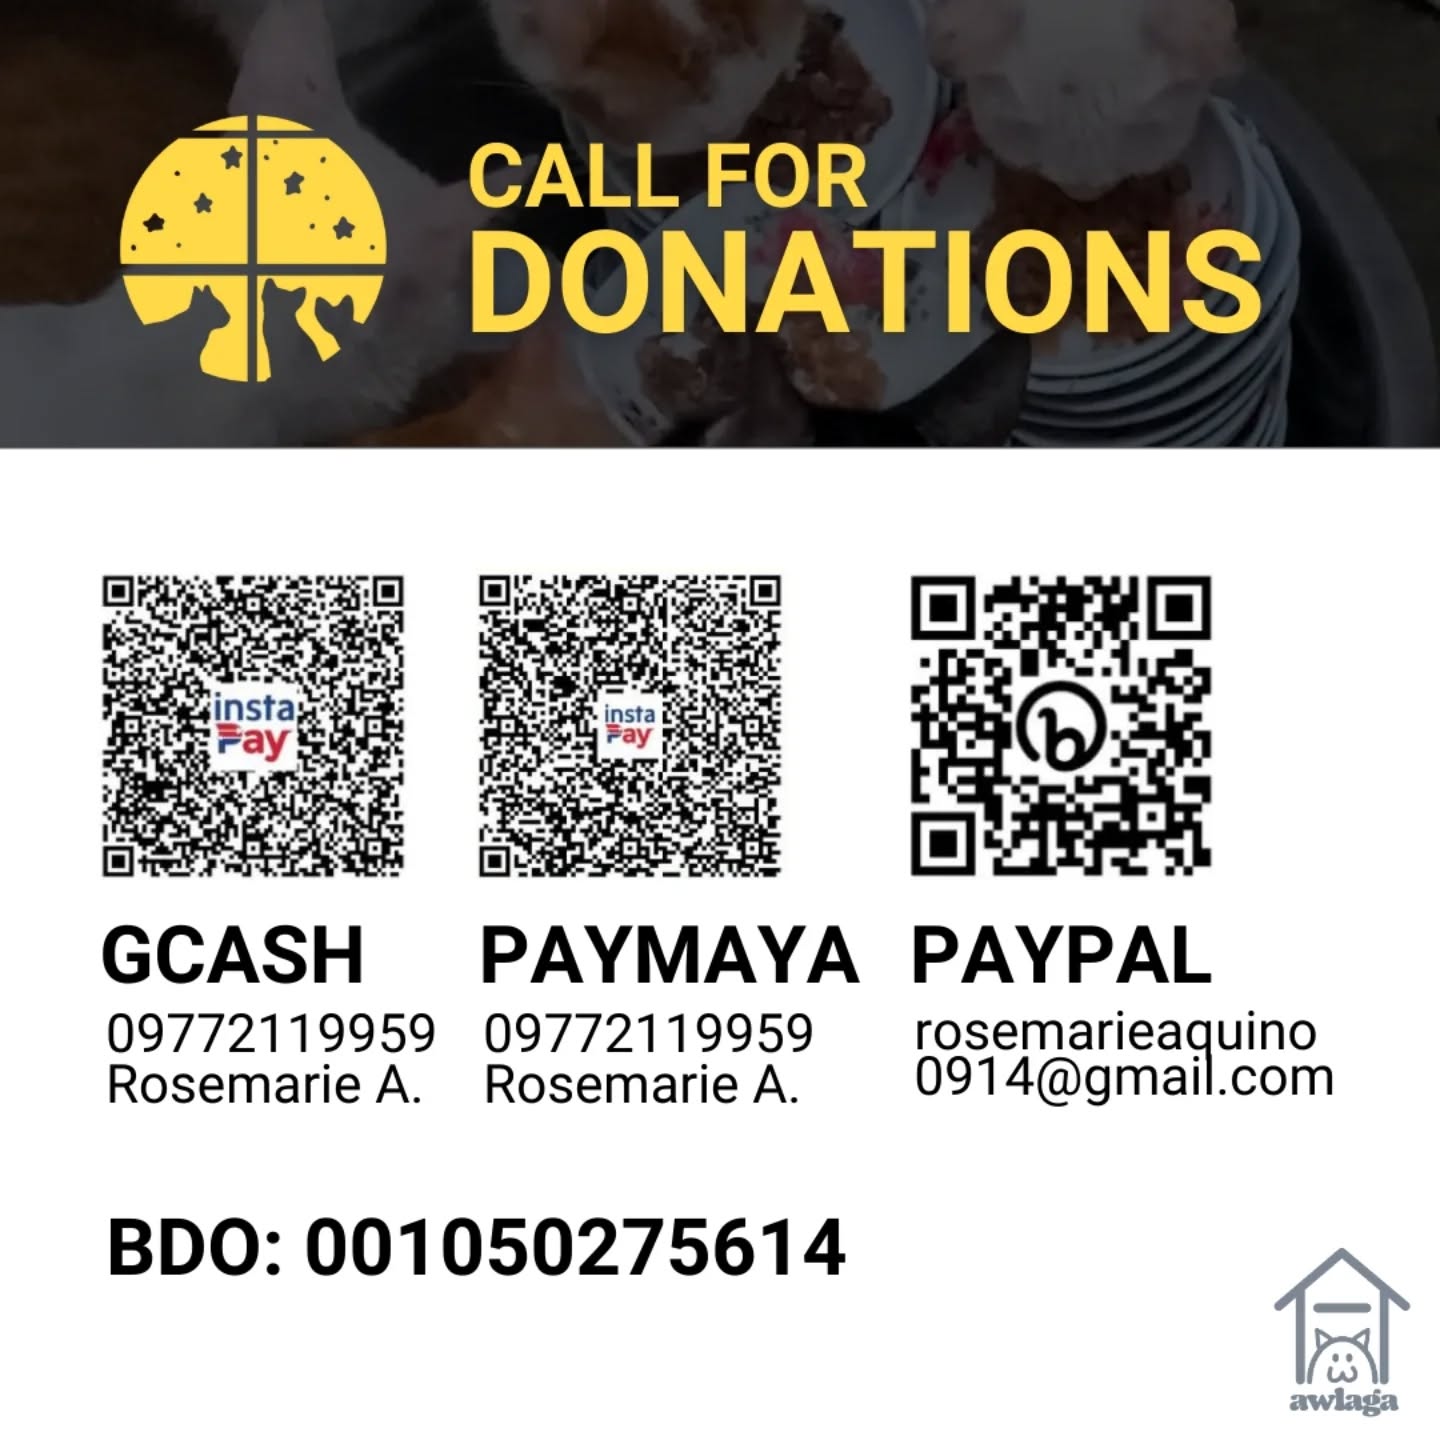 CALL FOR
DONATIONS
insta
Pay
insta
Pay
b
GCASH
09772119959
Rosemarie A.
PAYMAYA
09772119959
Rosemarie A.
PAYPAL
rosemarieaquino
0914@gmail.com
BDO: 001050275614
awlaga